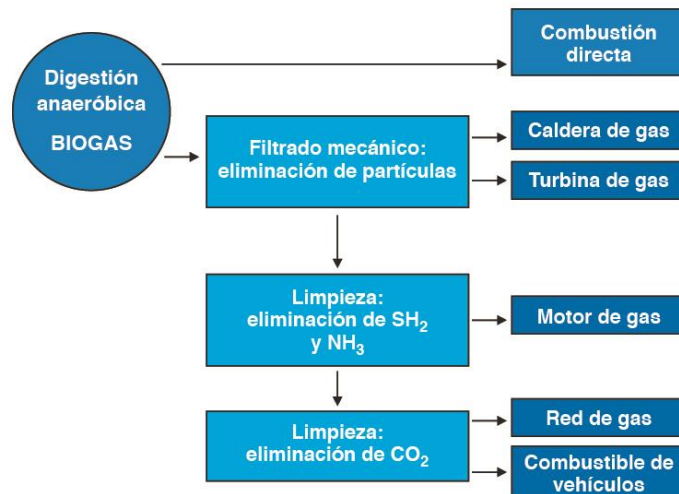 Digestión
anaeróbica
BIOGAS
Combustión
directa
Filtrado mecánico:
eliminación de partículas
Caldera de gas
Turbina de gas
Limpieza:
eliminación de SH₂
y NH₃
Motor de gas
Limpieza:
eliminación de CO₂
Red de gas
Combustible de
vehículos